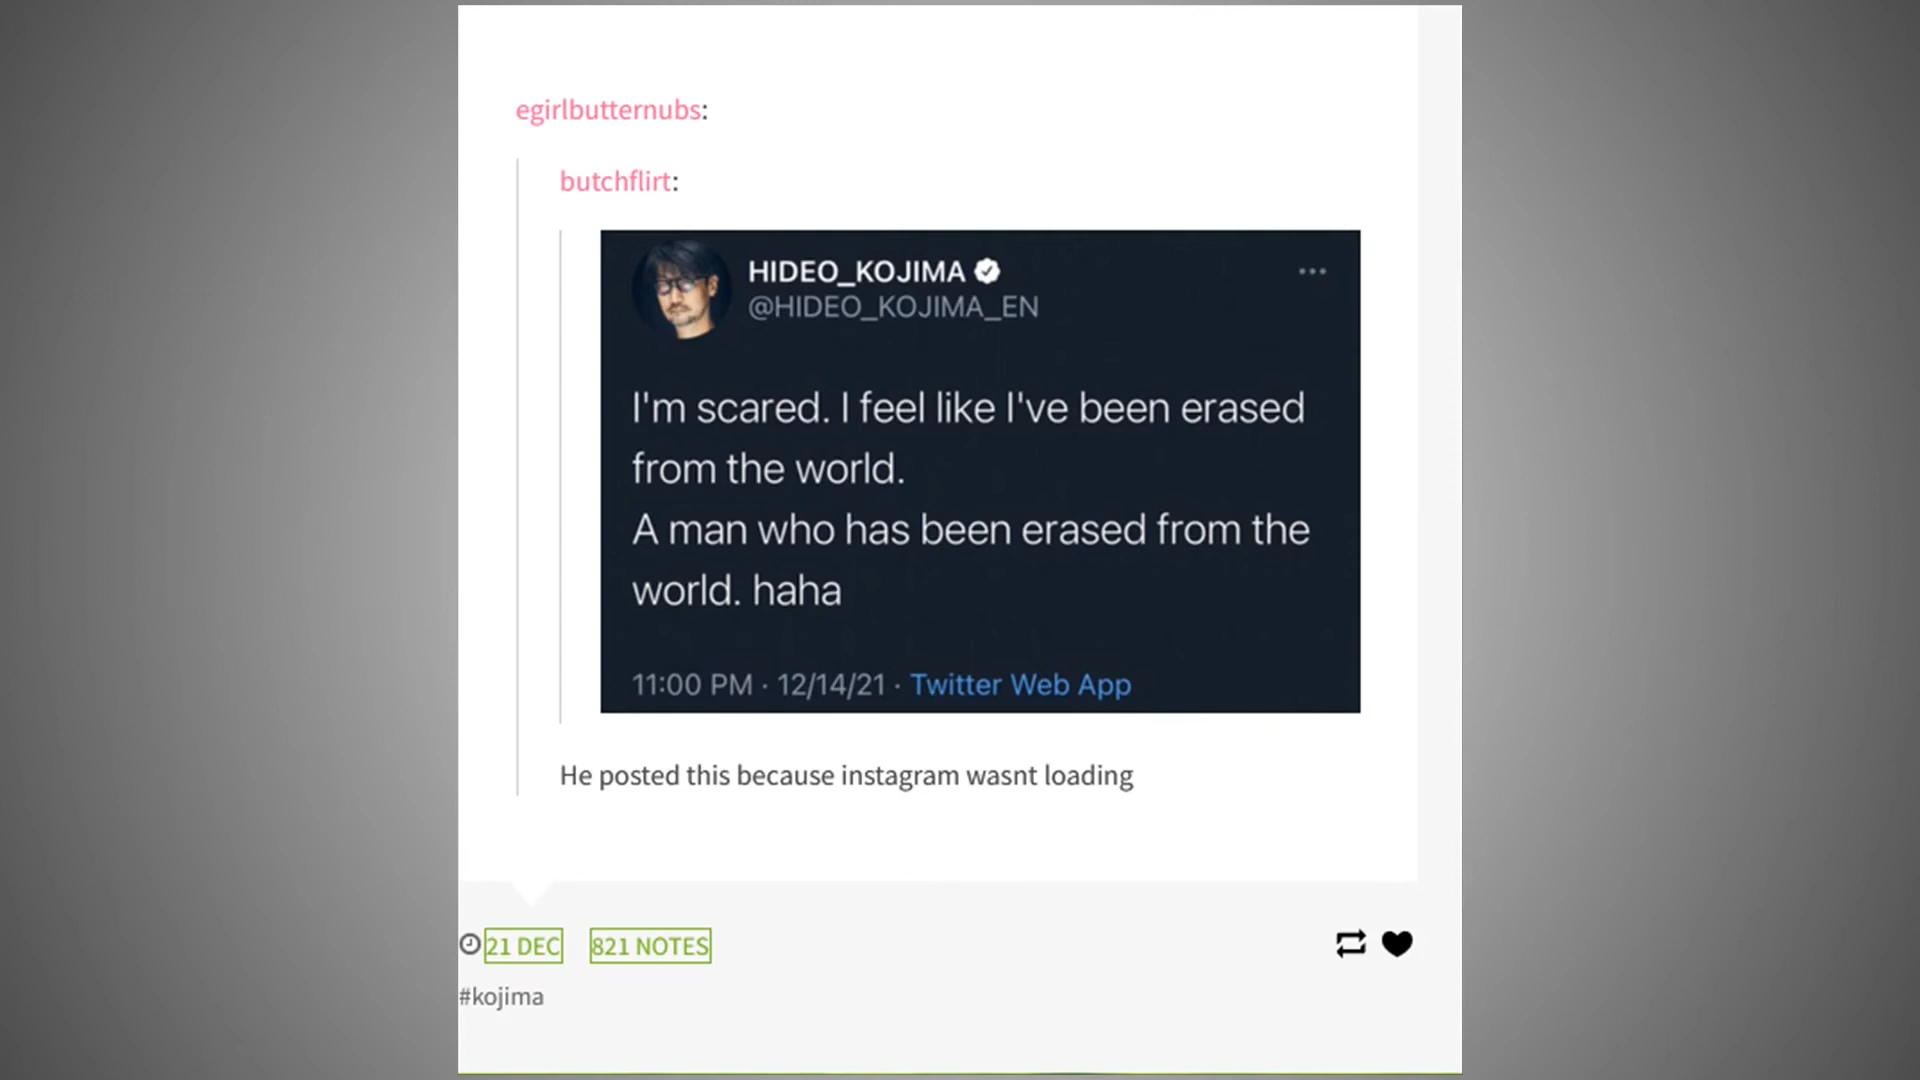 egirlbutternubs:
butchflirt:
HIDEO_KOJIMA
@HIDEO_KOJIMA_EN
I'm scared. I feel like I've been erased
from the world.
A man who has been erased from the
world. haha
11:00 PM · 12/14/21 · Twitter Web App
He posted this because instagram wasnt loading
21 DEC 821 NOTES
#kojima